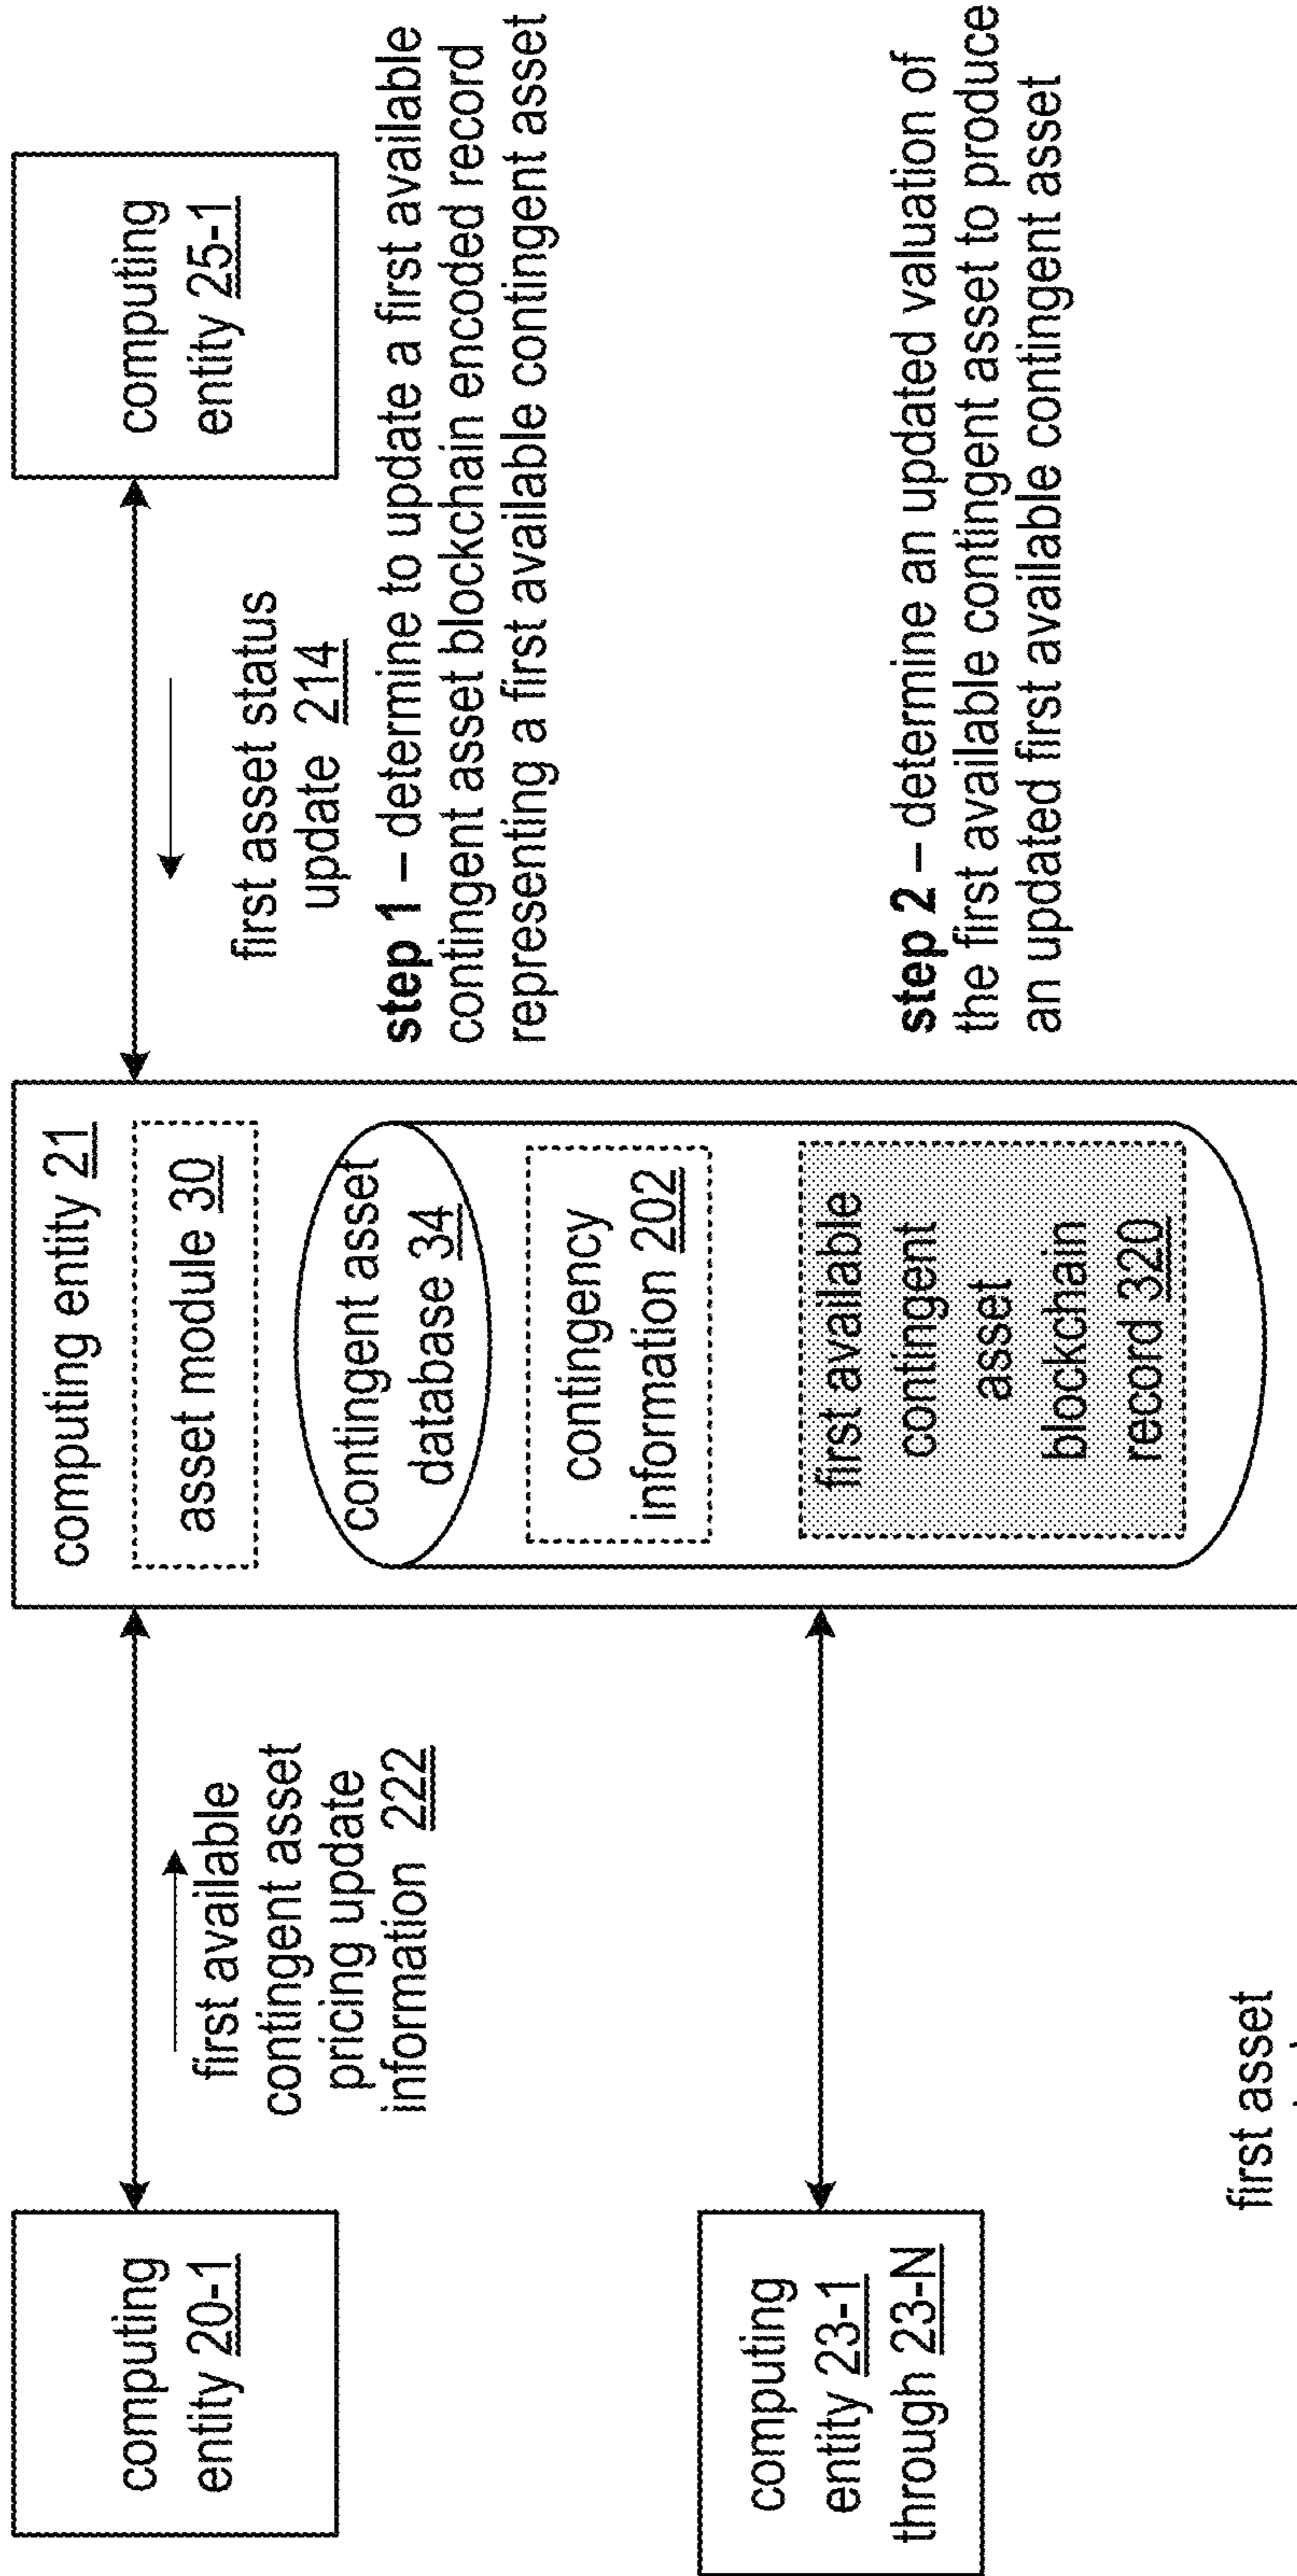 computing
entity 20-1
first available
contingent asset
pricing update
information 222
computing
entity 23-1
through 23-N
first asset
computing entity 21
asset module 30
contingent asset
database 34
contingency
information 202
first available
contingent
asset
blockchain
record 320
computing
entity 25-1
first asset status
update 214
step 1 – determine to update a first available
contingent asset blockchain encoded record
representing a first available contingent asset
step 2 – determine an updated valuation of
the first available contingent asset to produce
an updated first available contingent asset